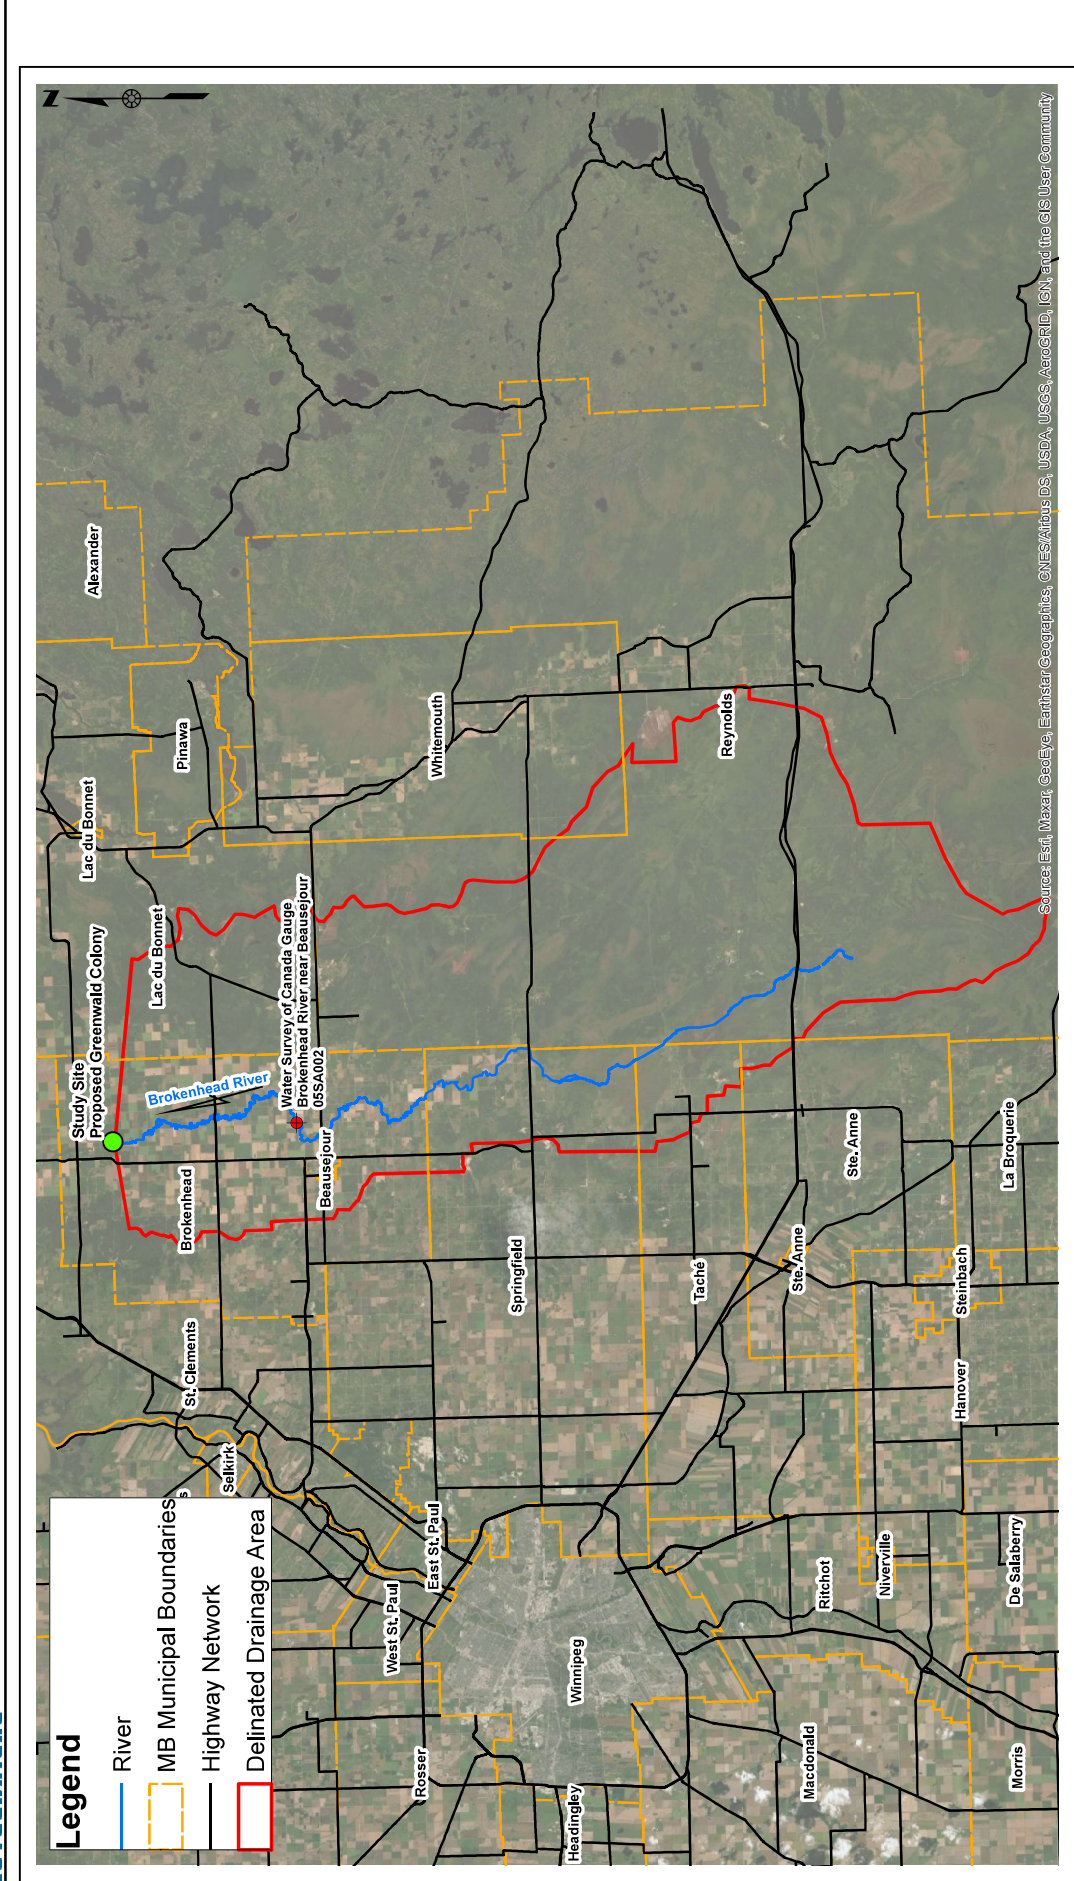 N
Alexander
Lac du Bonnet
Pinawa
Whitemouth
Reynolds
Lac du Bonnet
Study Site
Proposed Greenwald Colony
Brokenhead River
Water Survey of Canada Gauge
Brokenhead River near Beausejour
05SA002
Beausejour
Brokenhead
St. Clements
Selkirk
Springfield
Taché
Ste. Anne
Ste. Anne
La Broquerie
Steinbach
Hanover
East St. Paul
West St. Paul
Winnipeg
Rosser
Headingley
Ritchot
Niverville
De Salaberry
Macdonald
Morris
Legend
River
MB Municipal Boundaries
Highway Network
Delinated Drainage Area
Source: Esri, Maxar, GeoEye, Earthstar Geographics, CNES/Airbus DS, USDA, USGS, AeroGRID, IGN, and the GIS User Community